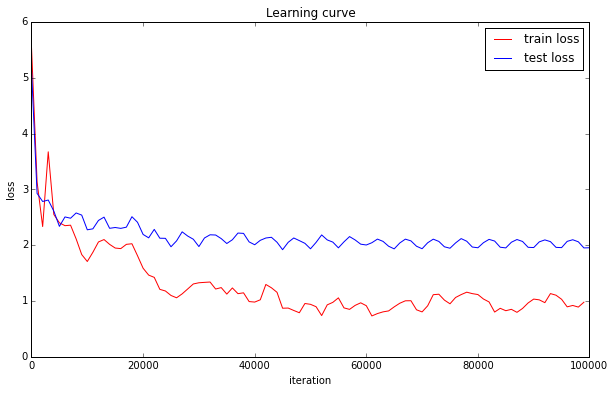 Learning curve
train loss
test loss
6
5
4
3
2
1
0
loss
0
20000
40000
60000
80000
100000
iteration